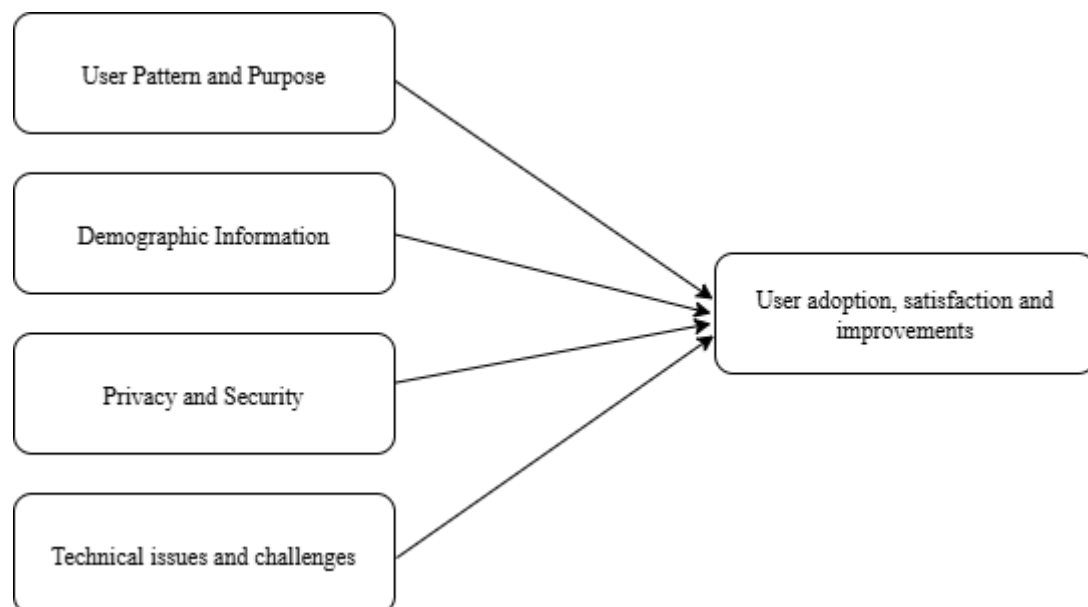 User Pattern and Purpose
Demographic Information
Privacy and Security
Technical issues and challenges
User adoption, satisfaction and
improvements